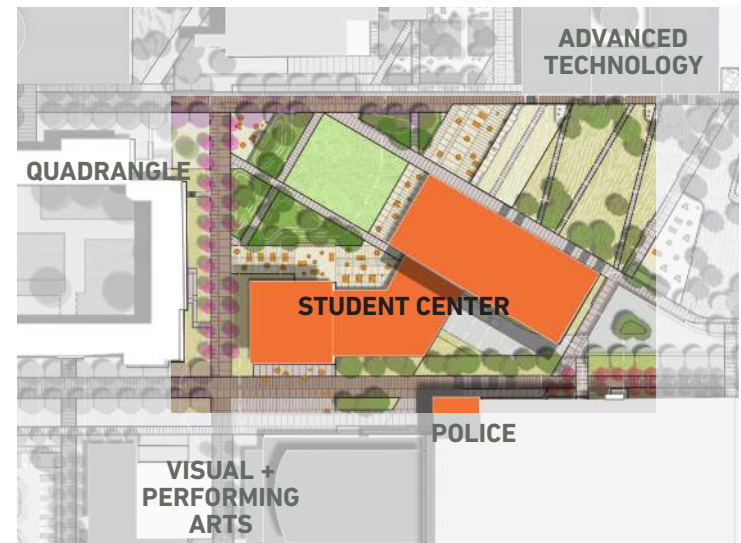 ADVANCED
TECHNOLOGY
QUADRANGLE
STUDENT CENTER
POLICE
VISUAL +
PERFORMING
ARTS